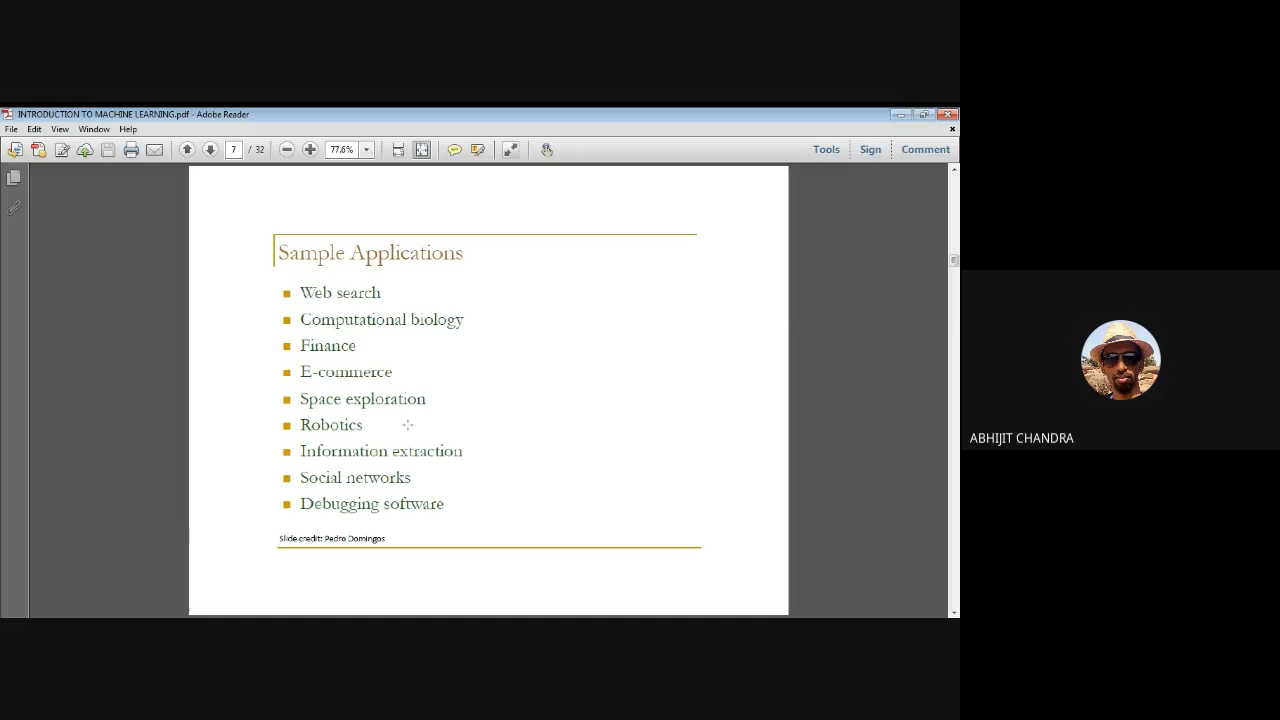 INTRODUCTION TO MACHINE LEARNING.pdf - Adobe Reader
File Edit View Window Help
7 / 32 77.6% Tools Sign Comment
Sample Applications
Web search
Computational biology
Finance
E-commerce
Space exploration
Robotics
Information extraction
Social networks
Debugging software
Slide credit: Pedro Domingos
ABHIJIT CHANDRA